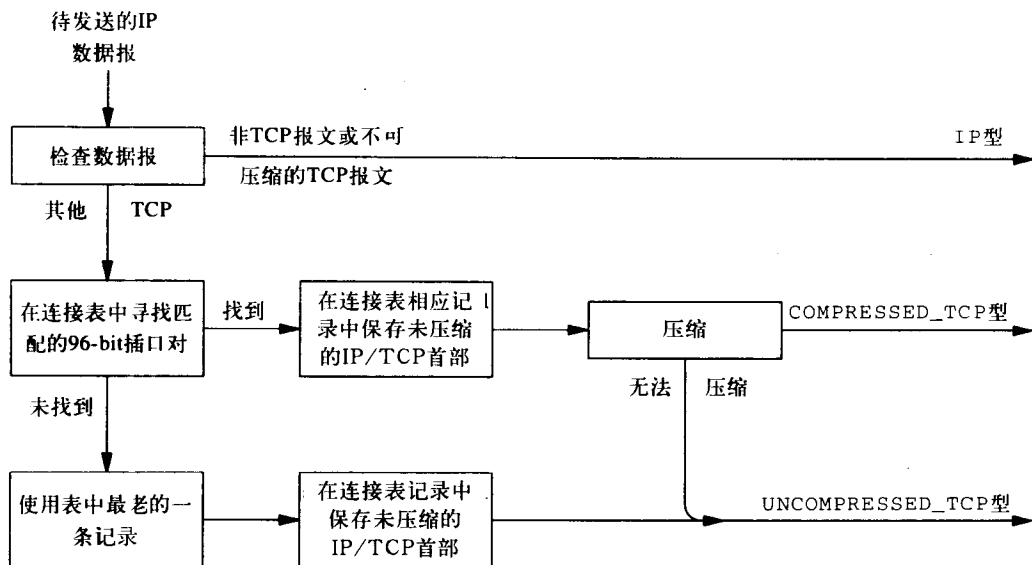 待发送的IP
数据报
检查数据报
非TCP报文或不可
压缩的TCP报文
IP型
其他 TCP
在连接表中寻找匹
配的96-bit插口对
找到
在连接表相应记
录中保存未压缩
的IP/TCP首部
压缩
COMPRESSED_TCP型
无法 压缩
未找到
使用表中最老的一
条记录
在连接表记录中
保存未压缩的
IP/TCP首部
UNCOMPRESSED_TCP型